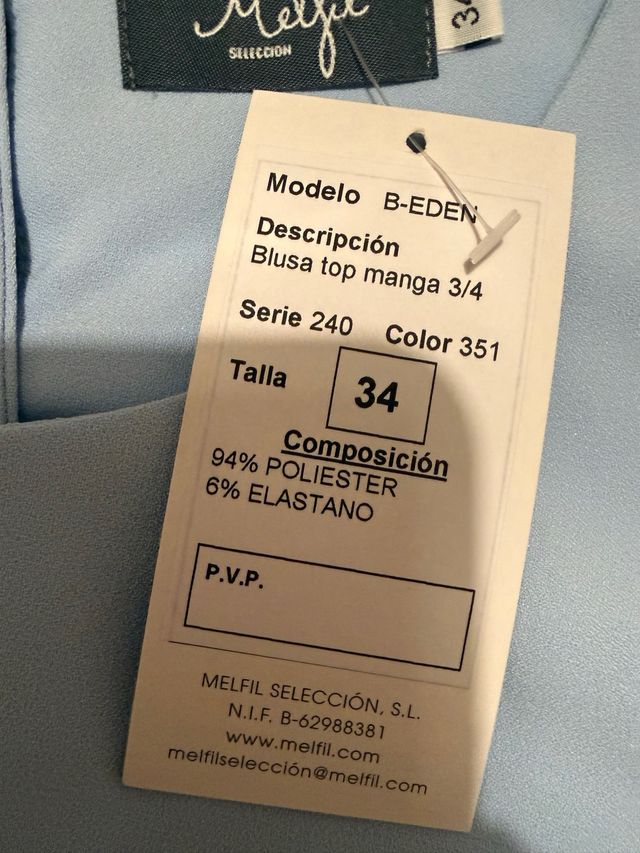 Melfil
SELECCION
34
Modelo B-EDEN
Descripción
Blusa top manga 3/4
Serie 240 Color 351
Talla 34
Composición
94% POLIESTER
6% ELASTANO
P.V.P.
MELFIL SELECCIÓN, S.L.
N.I.F. B-62988381
www.melfil.com
melfilselección@melfil.com